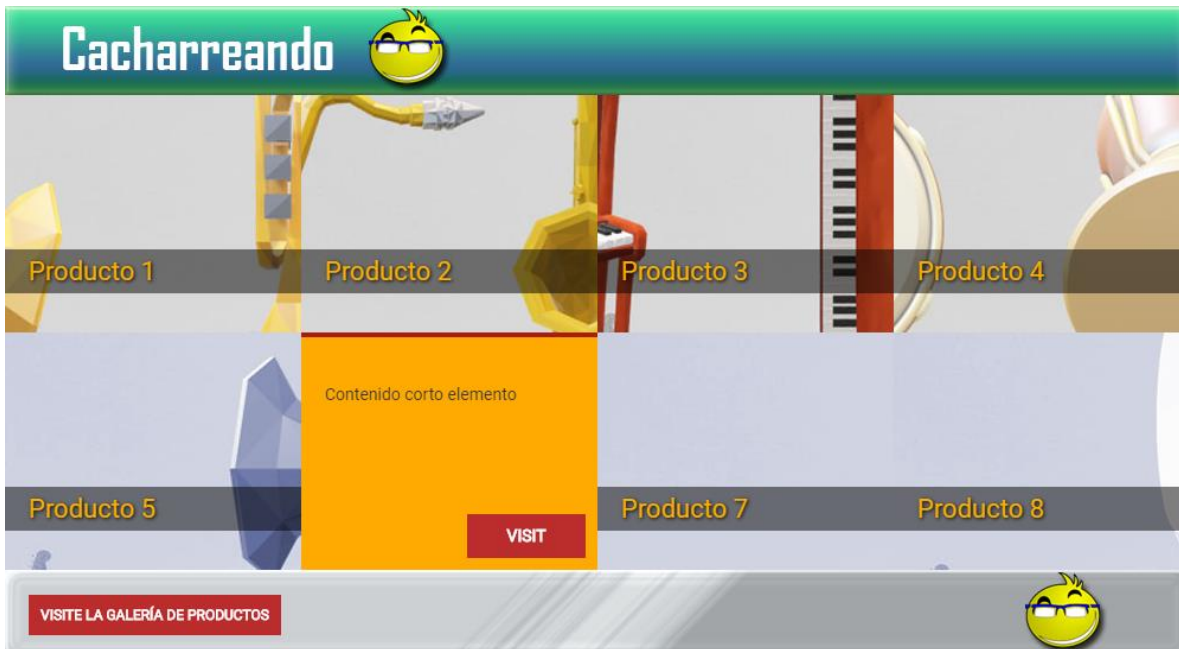 Cacharreando
Producto 1
Producto 2
Producto 3
Producto 4
Contenido corto elemento
Producto 5
VISIT
Producto 7
Producto 8
VISITE LA GALERÍA DE PRODUCTOS